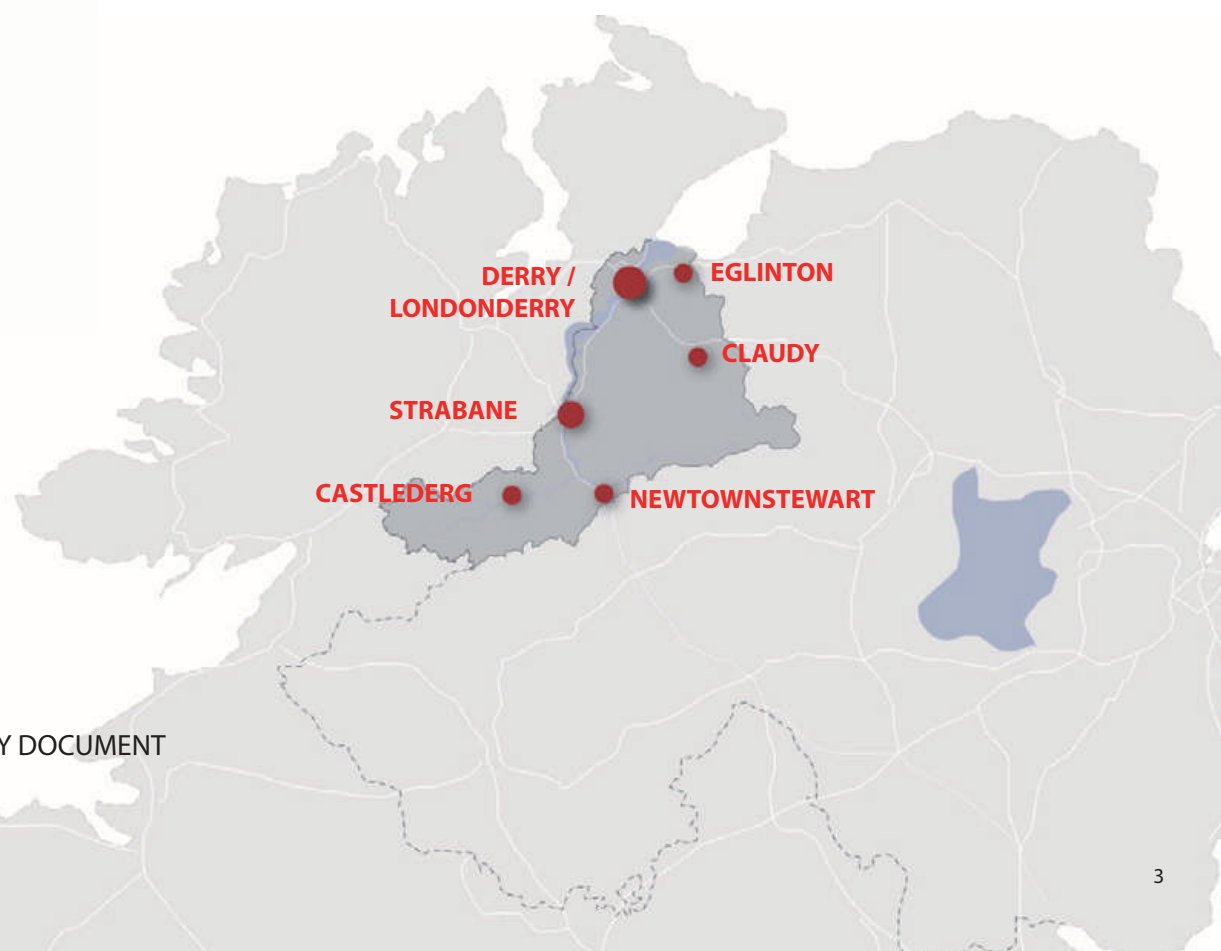 DERRY /
LONDONDERRY
EGLINTON
CLAUDY
STRABANE
CASTLEDERG
NEWTOWNSTEWART
Y DOCUMENT
3